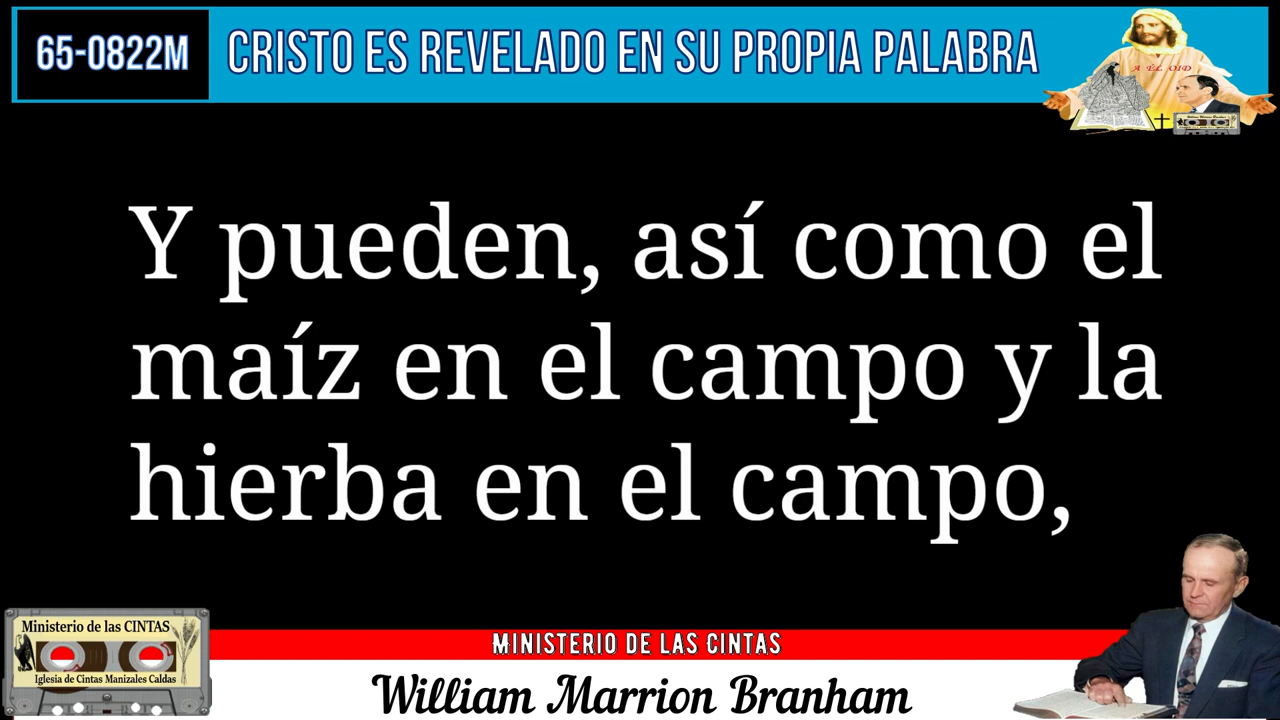 65-0822M
CRISTO ES REVELADO EN SU PROPIA PALABRA
A ÉL OID
Y pueden, así como el
maíz en el campo y la
hierba en el campo,
Ministerio de las CINTAS
Iglesia de Cintas Manizales Caldas
MINISTERIO DE LAS CINTAS
William Marrion Branham